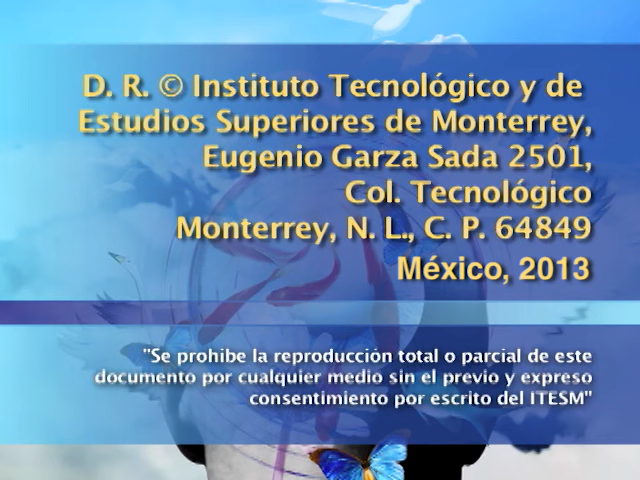 D. R. © Instituto Tecnológico y de
Estudios Superiores de Monterrey,
Eugenio Garza Sada 2501,
Col. Tecnológico
Monterrey, N. L., C. P. 64849
México, 2013
"Se prohibe la reproducción total o parcial de este
documento por cualquier medio sin el previo y expreso
consentimiento por escrito del ITESM"